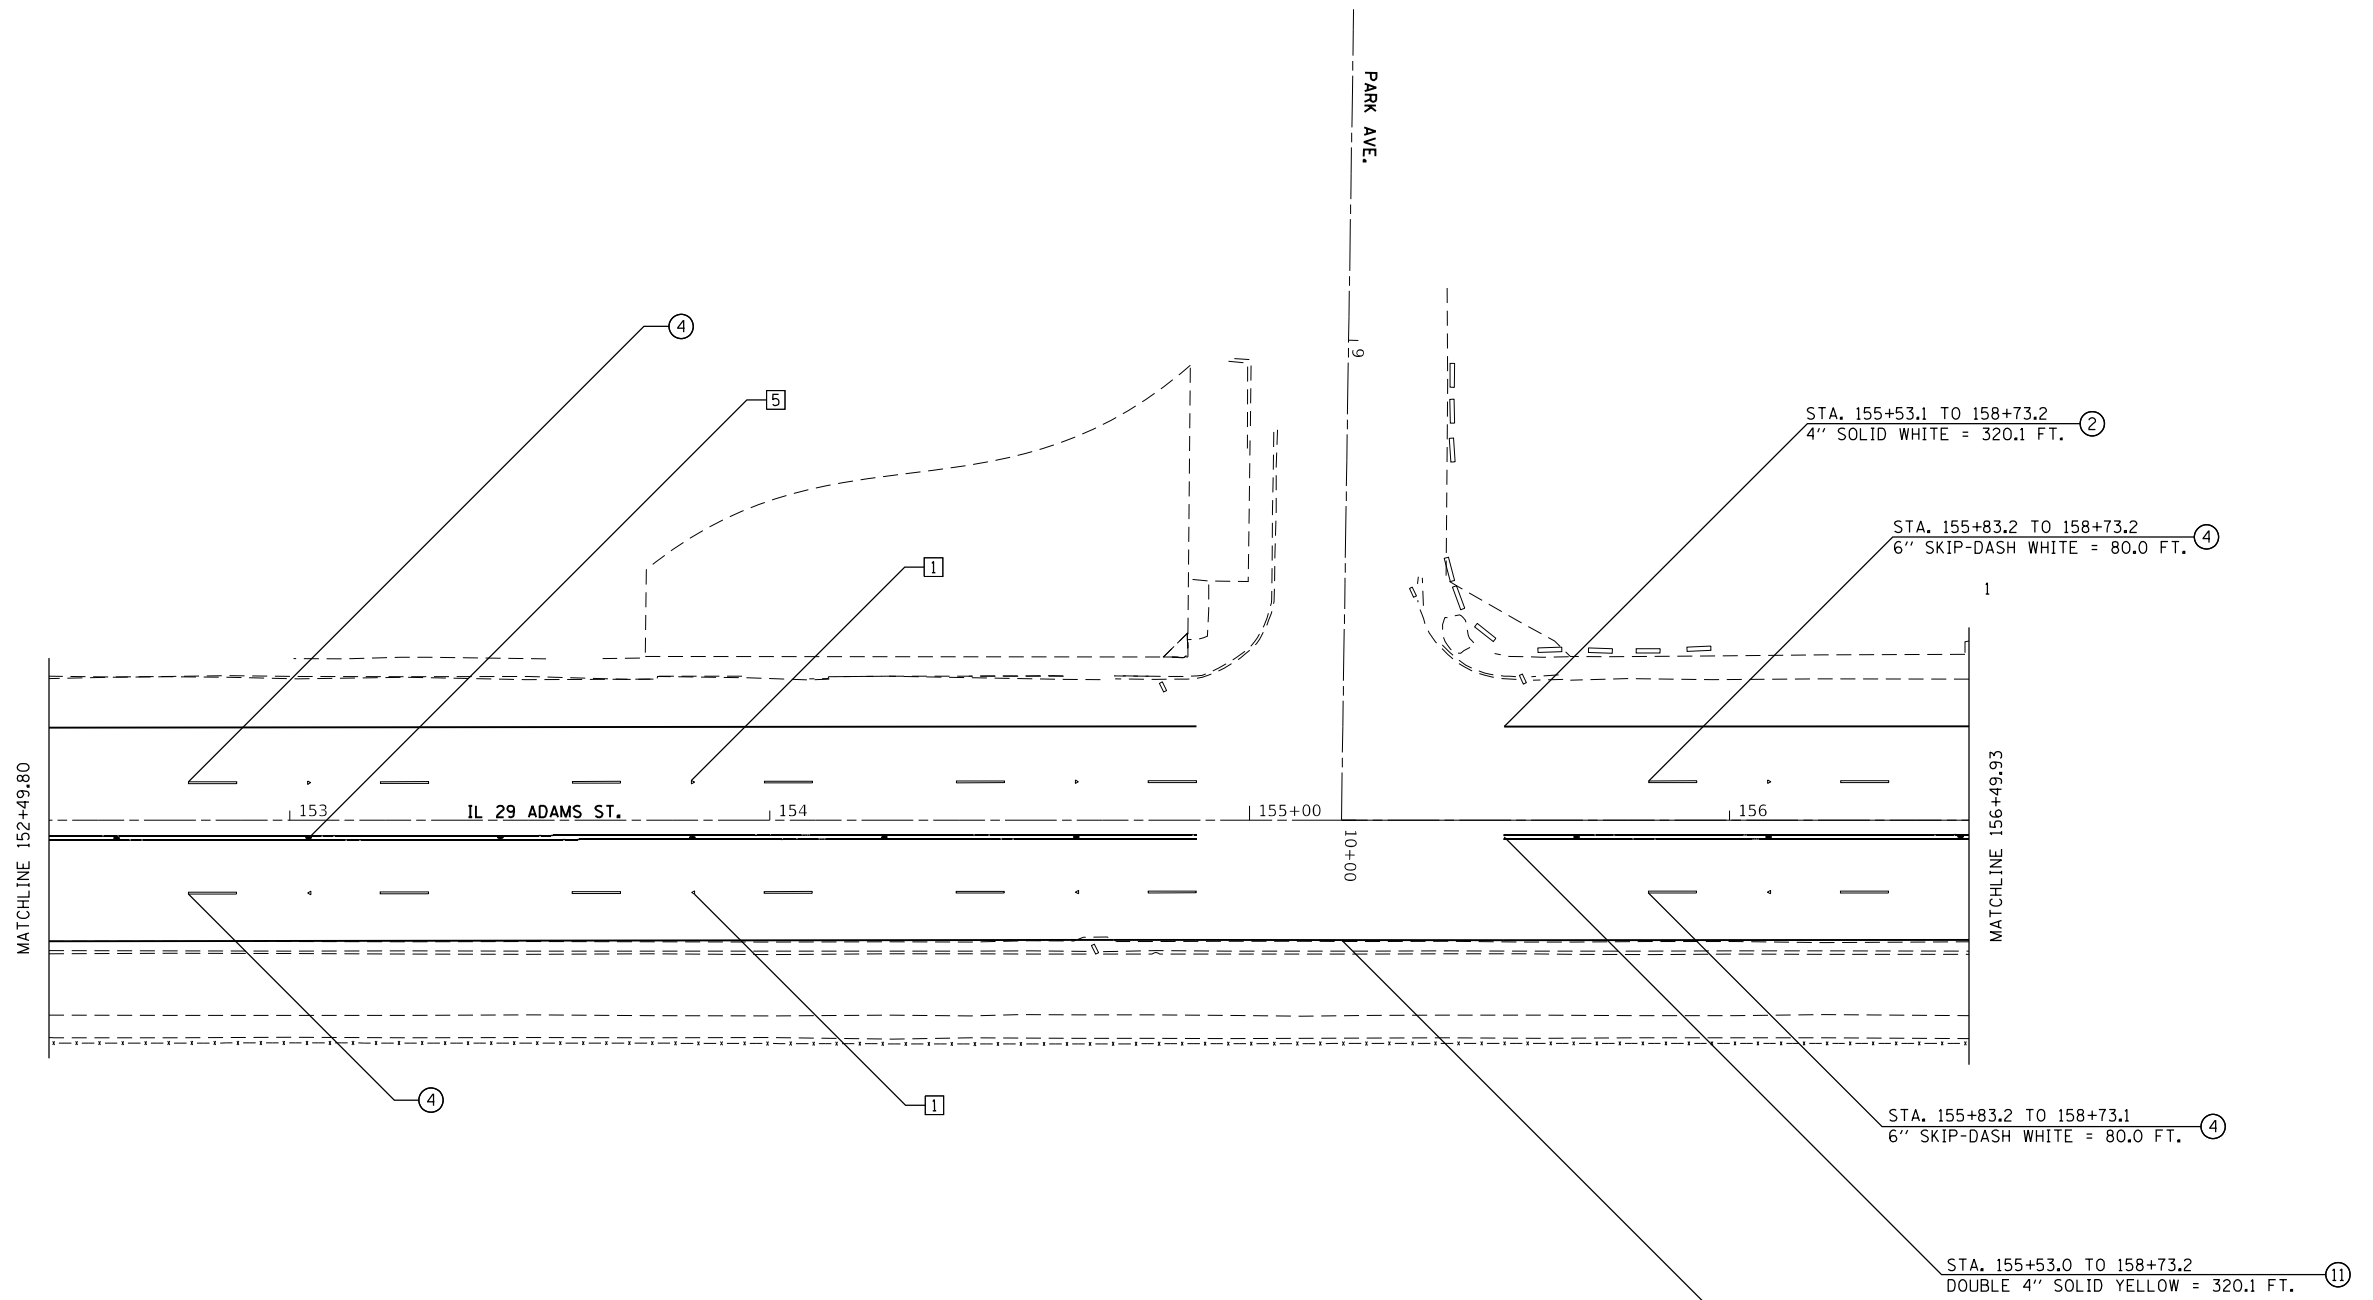 PARK AVE.
9
4
5
STA. 155+53.1 TO 158+73.2
4'' SOLID WHITE = 320.1 FT.
2
STA. 155+83.2 TO 158+73.2
6'' SKIP-DASH WHITE = 80.0 FT.
4
1
1
MATCHLINE 152+49.80
153
IL 29 ADAMS ST.
154
155+00
156
10+00
MATCHLINE 156+49.93
4
1
STA. 155+83.2 TO 158+73.1
6'' SKIP-DASH WHITE = 80.0 FT.
4
STA. 155+53.0 TO 158+73.2
DOUBLE 4'' SOLID YELLOW = 320.1 FT.
11